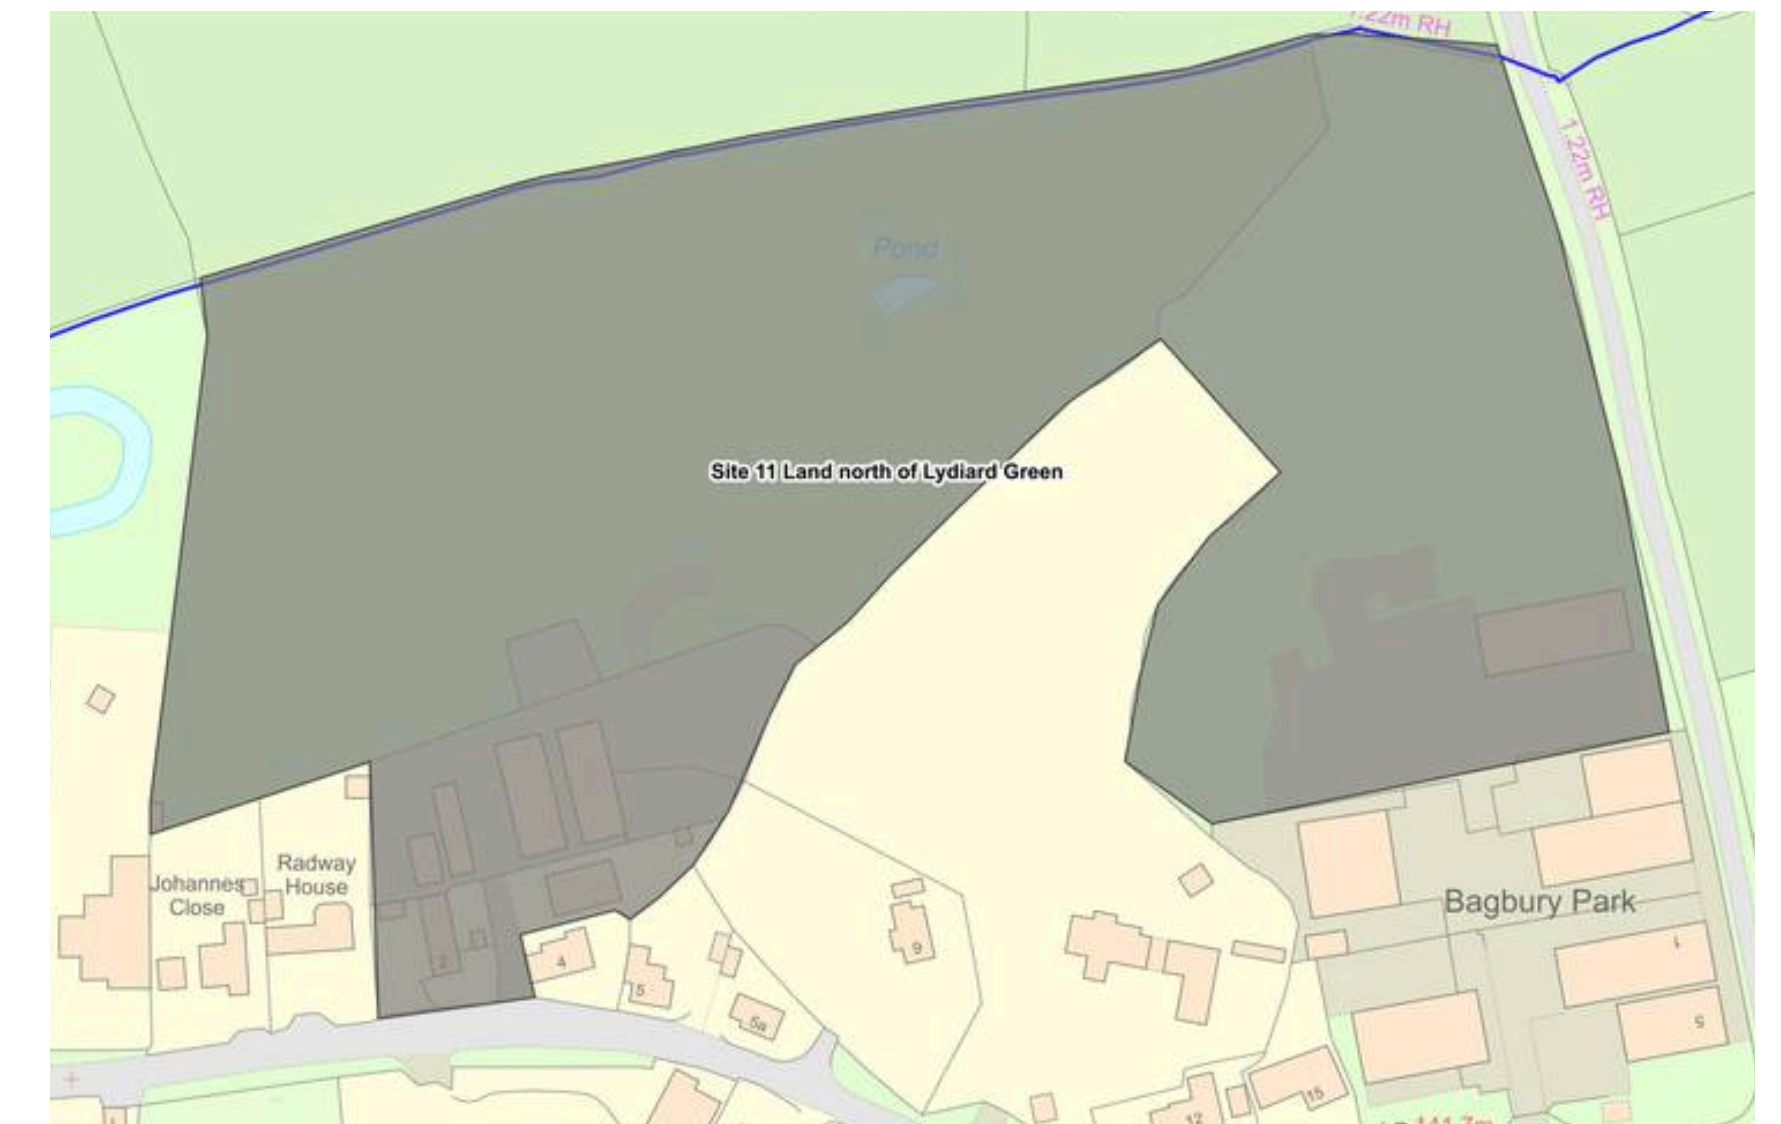 1.22m RH
1.22m RH
Pond
Site 11 Land north of Lydiard Green
Johannes
Close
Radway
House
Bagbury Park
2
4
5
5a
9
1
5
12
15